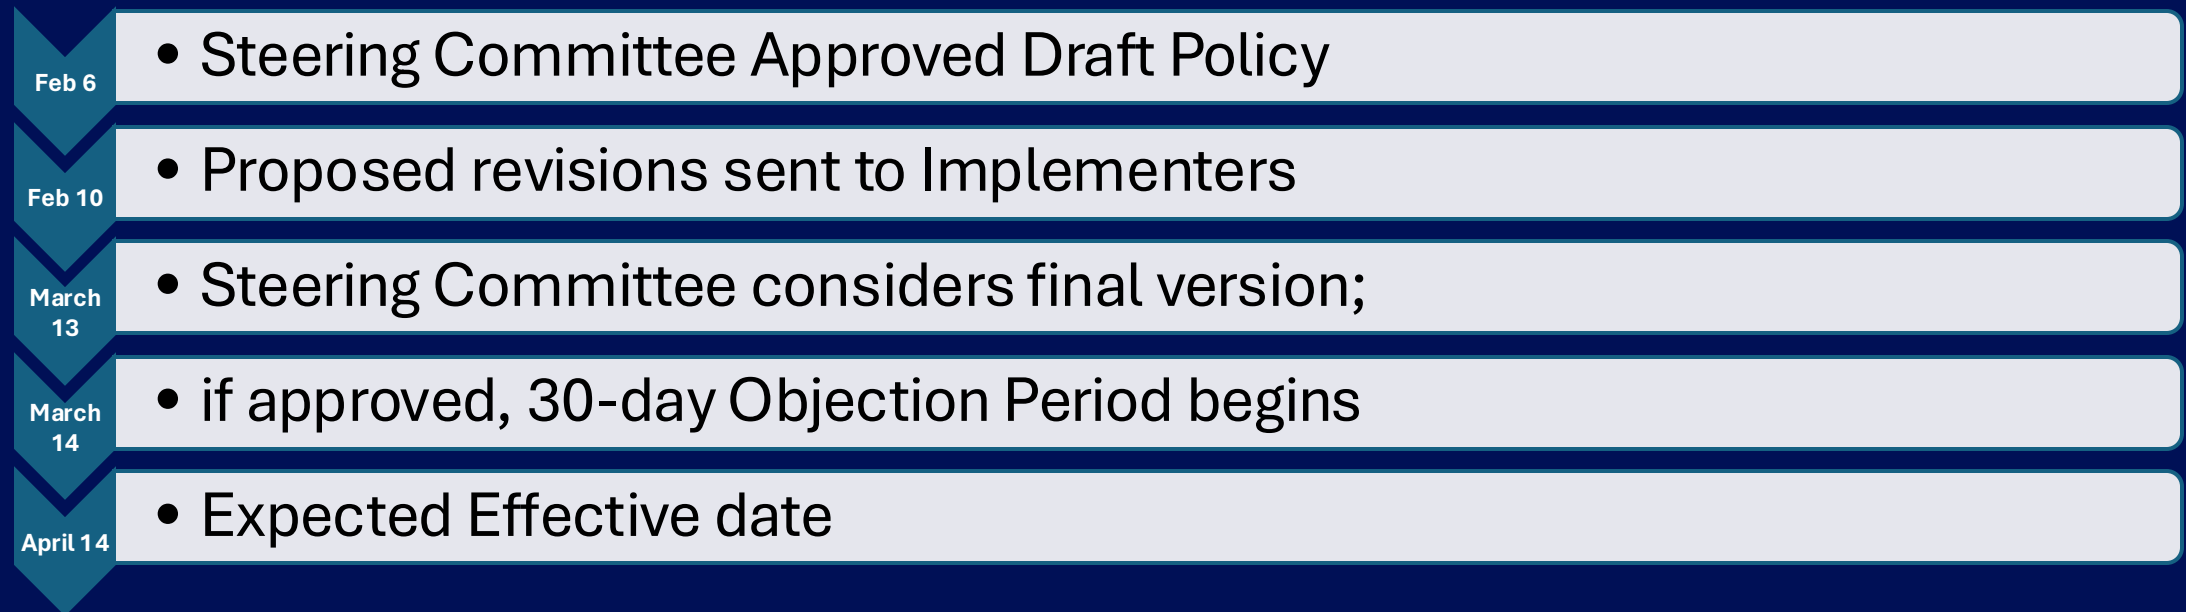 Feb 6
• Steering Committee Approved Draft Policy
Feb 10
• Proposed revisions sent to Implementers
March
13
• Steering Committee considers final version;
March
14
• if approved, 30-day Objection Period begins
April 14
• Expected Effective date